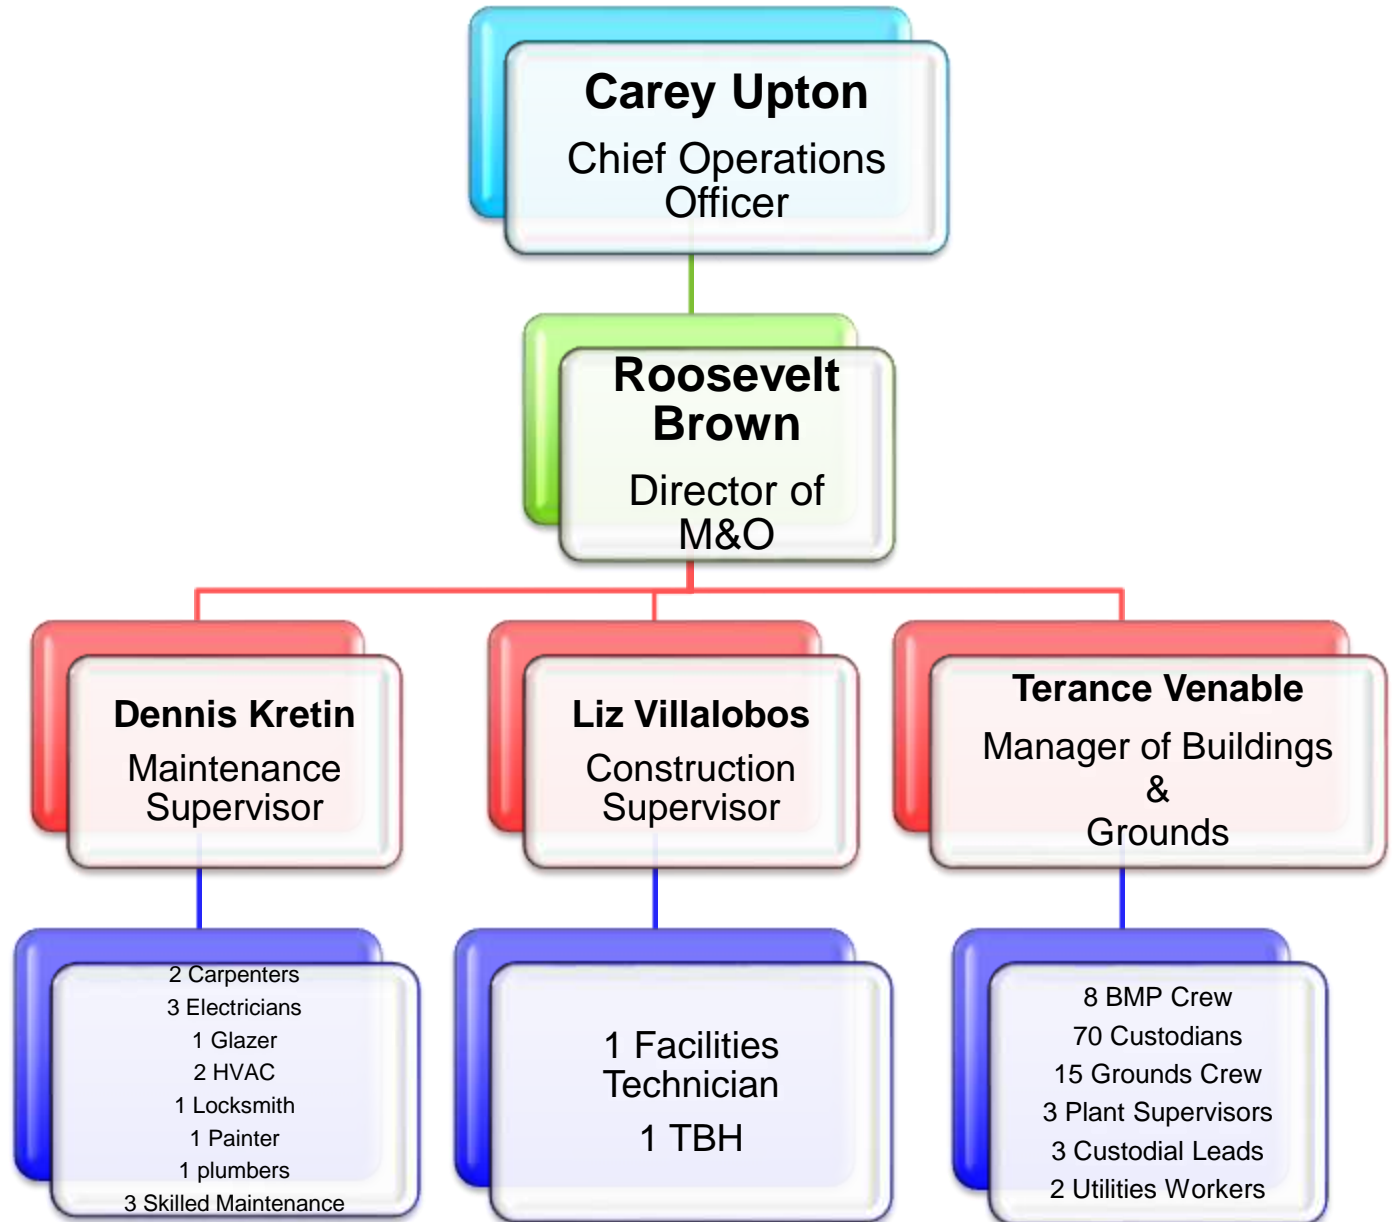 Carey Upton
Chief Operations
Officer
Roosevelt
Brown
Director of
M&O
Dennis Kretin
Maintenance
Supervisor
Liz Villalobos
Construction
Supervisor
Terance Venable
Manager of Buildings
&
Grounds
2 Carpenters
3 Electricians
1 Glazer
2 HVAC
1 Locksmith
1 Painter
1 plumbers
3 Skilled Maintenance
1 Facilities
Technician
1 TBH
8 BMP Crew
70 Custodians
15 Grounds Crew
3 Plant Supervisors
3 Custodial Leads
2 Utilities Workers